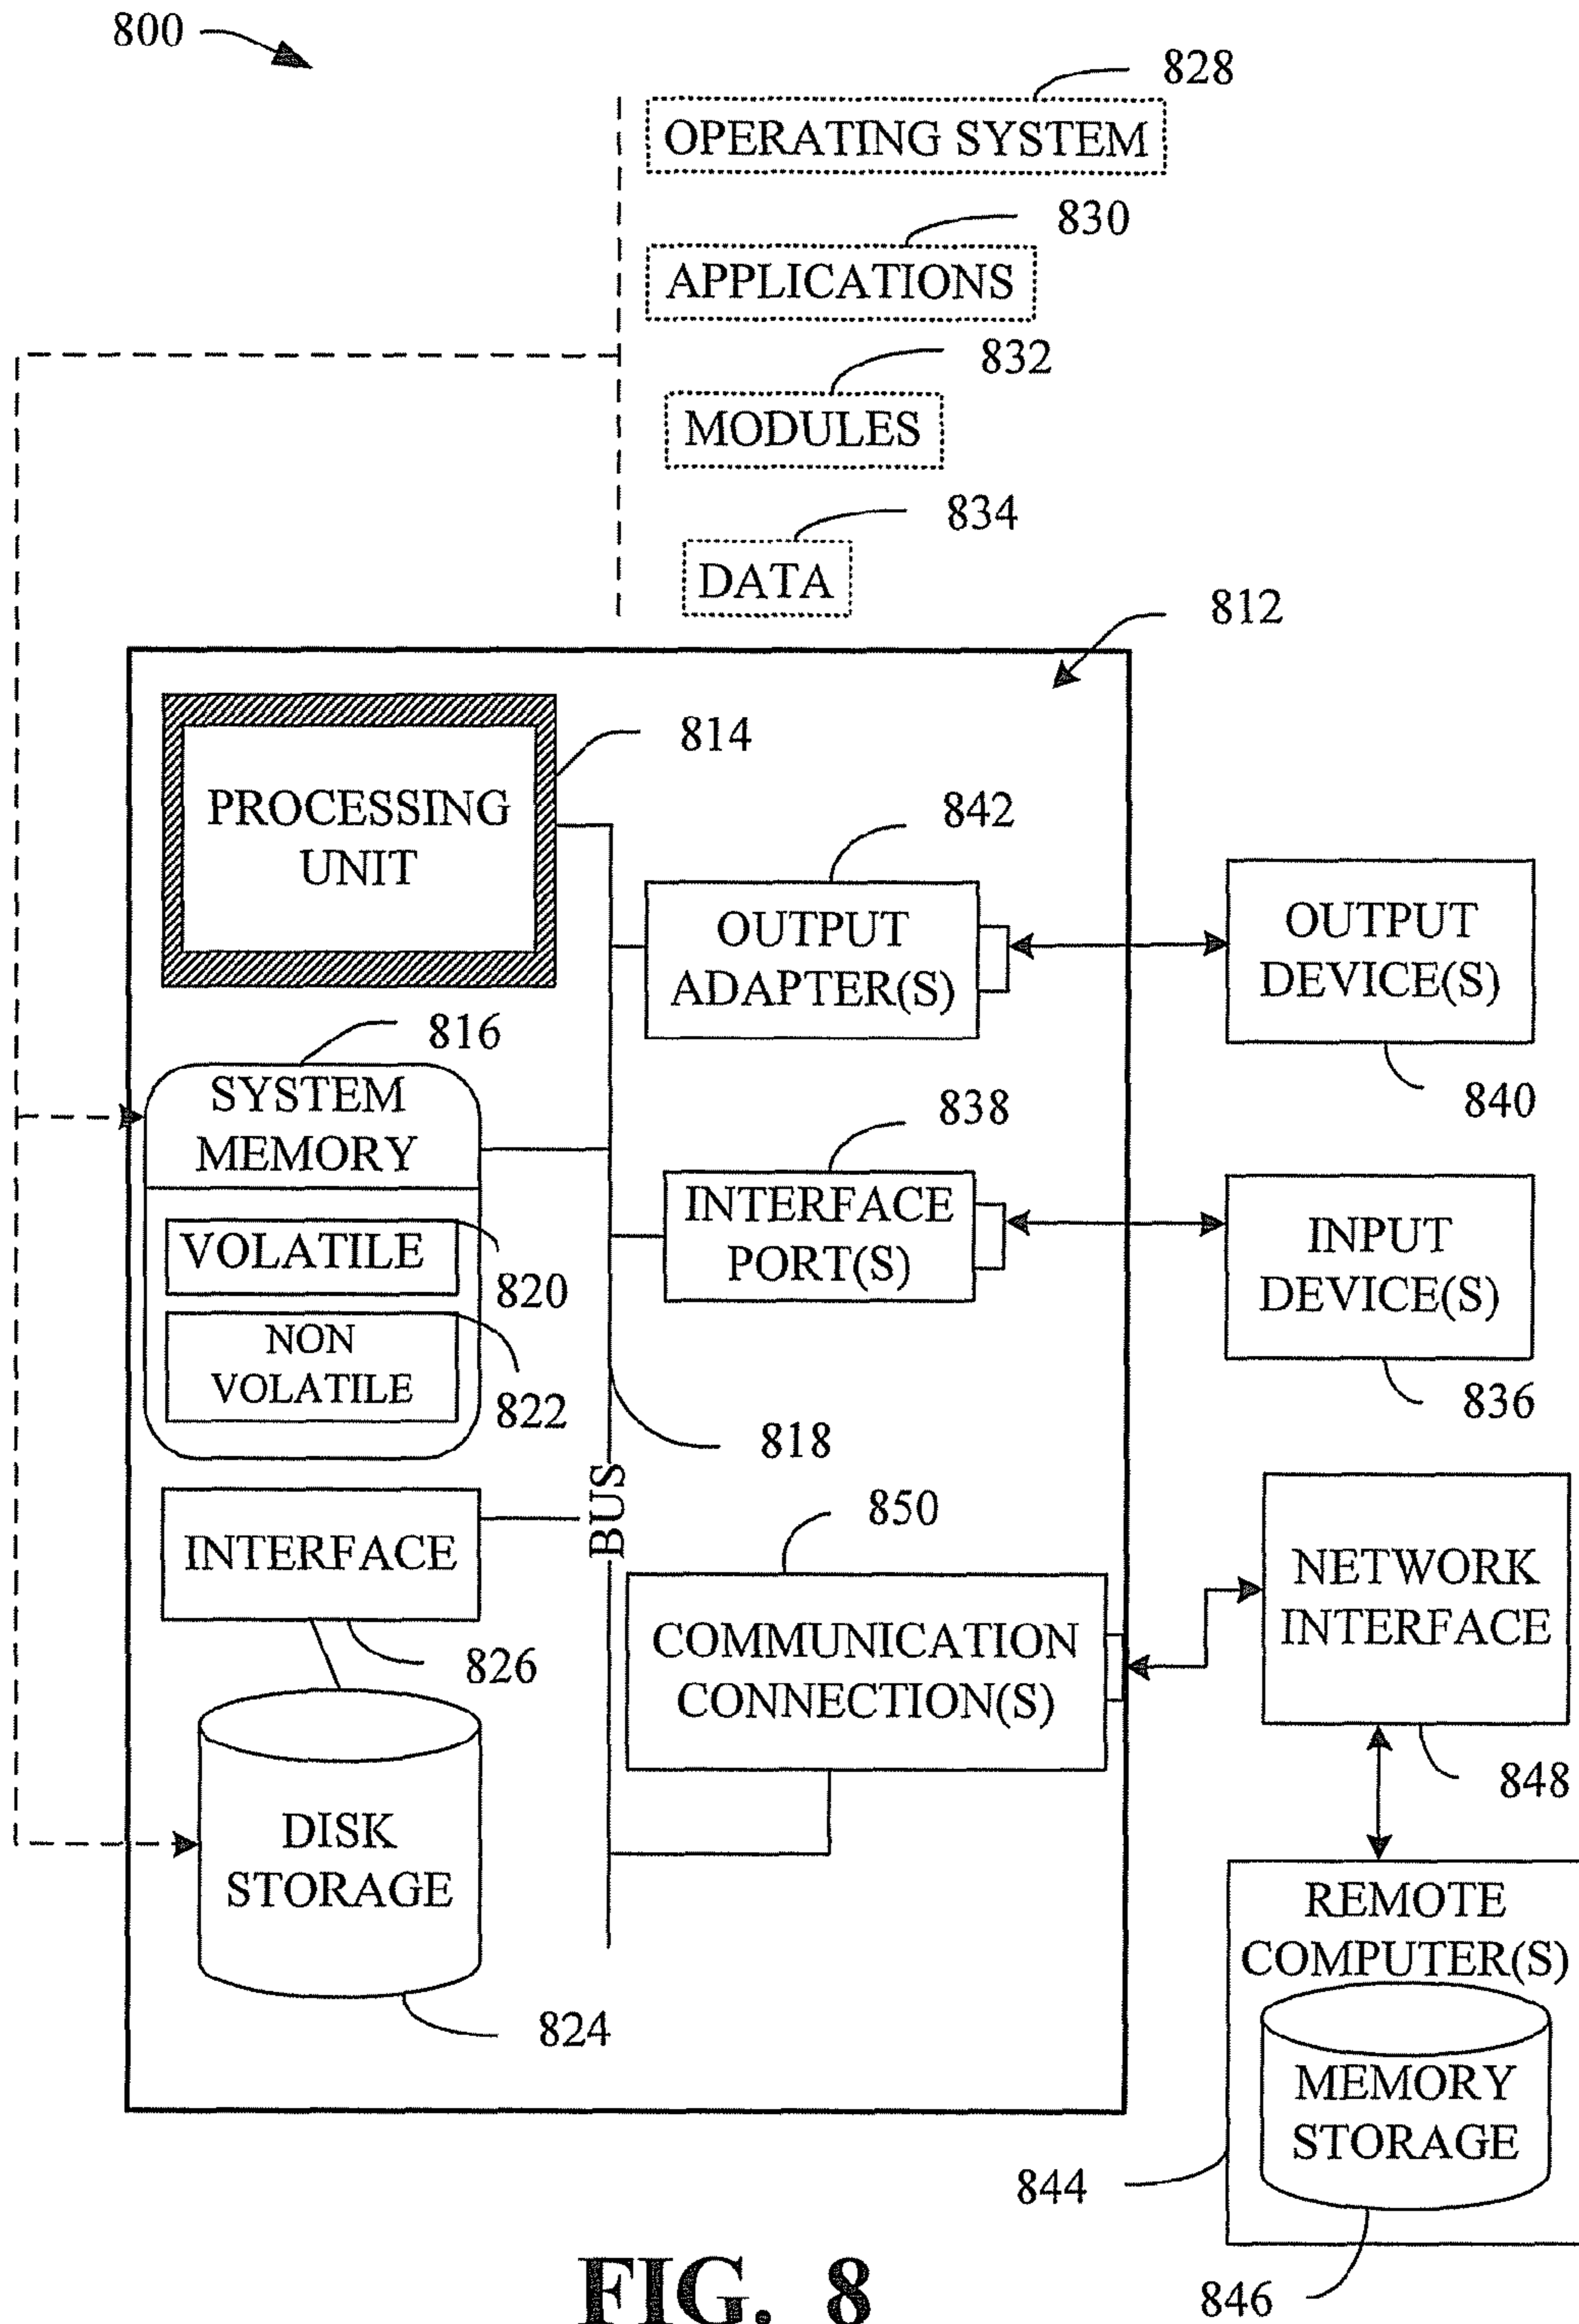 800
828
OPERATING SYSTEM
830
APPLICATIONS
832
MODULES
834
DATA
812
814
PROCESSING
UNIT
842
OUTPUT
ADAPTER(S)
OUTPUT
DEVICE(S)
840
816
SYSTEM
MEMORY
838
INTERFACE
PORT(S)
INPUT
DEVICE(S)
836
VOLATILE
820
NON
VOLATILE
822
818
BUS
INTERFACE
826
850
COMMUNICATION
CONNECTION(S)
NETWORK
INTERFACE
848
DISK
STORAGE
824
REMOTE
COMPUTER(S)
MEMORY
STORAGE
844
846
FIG. 8